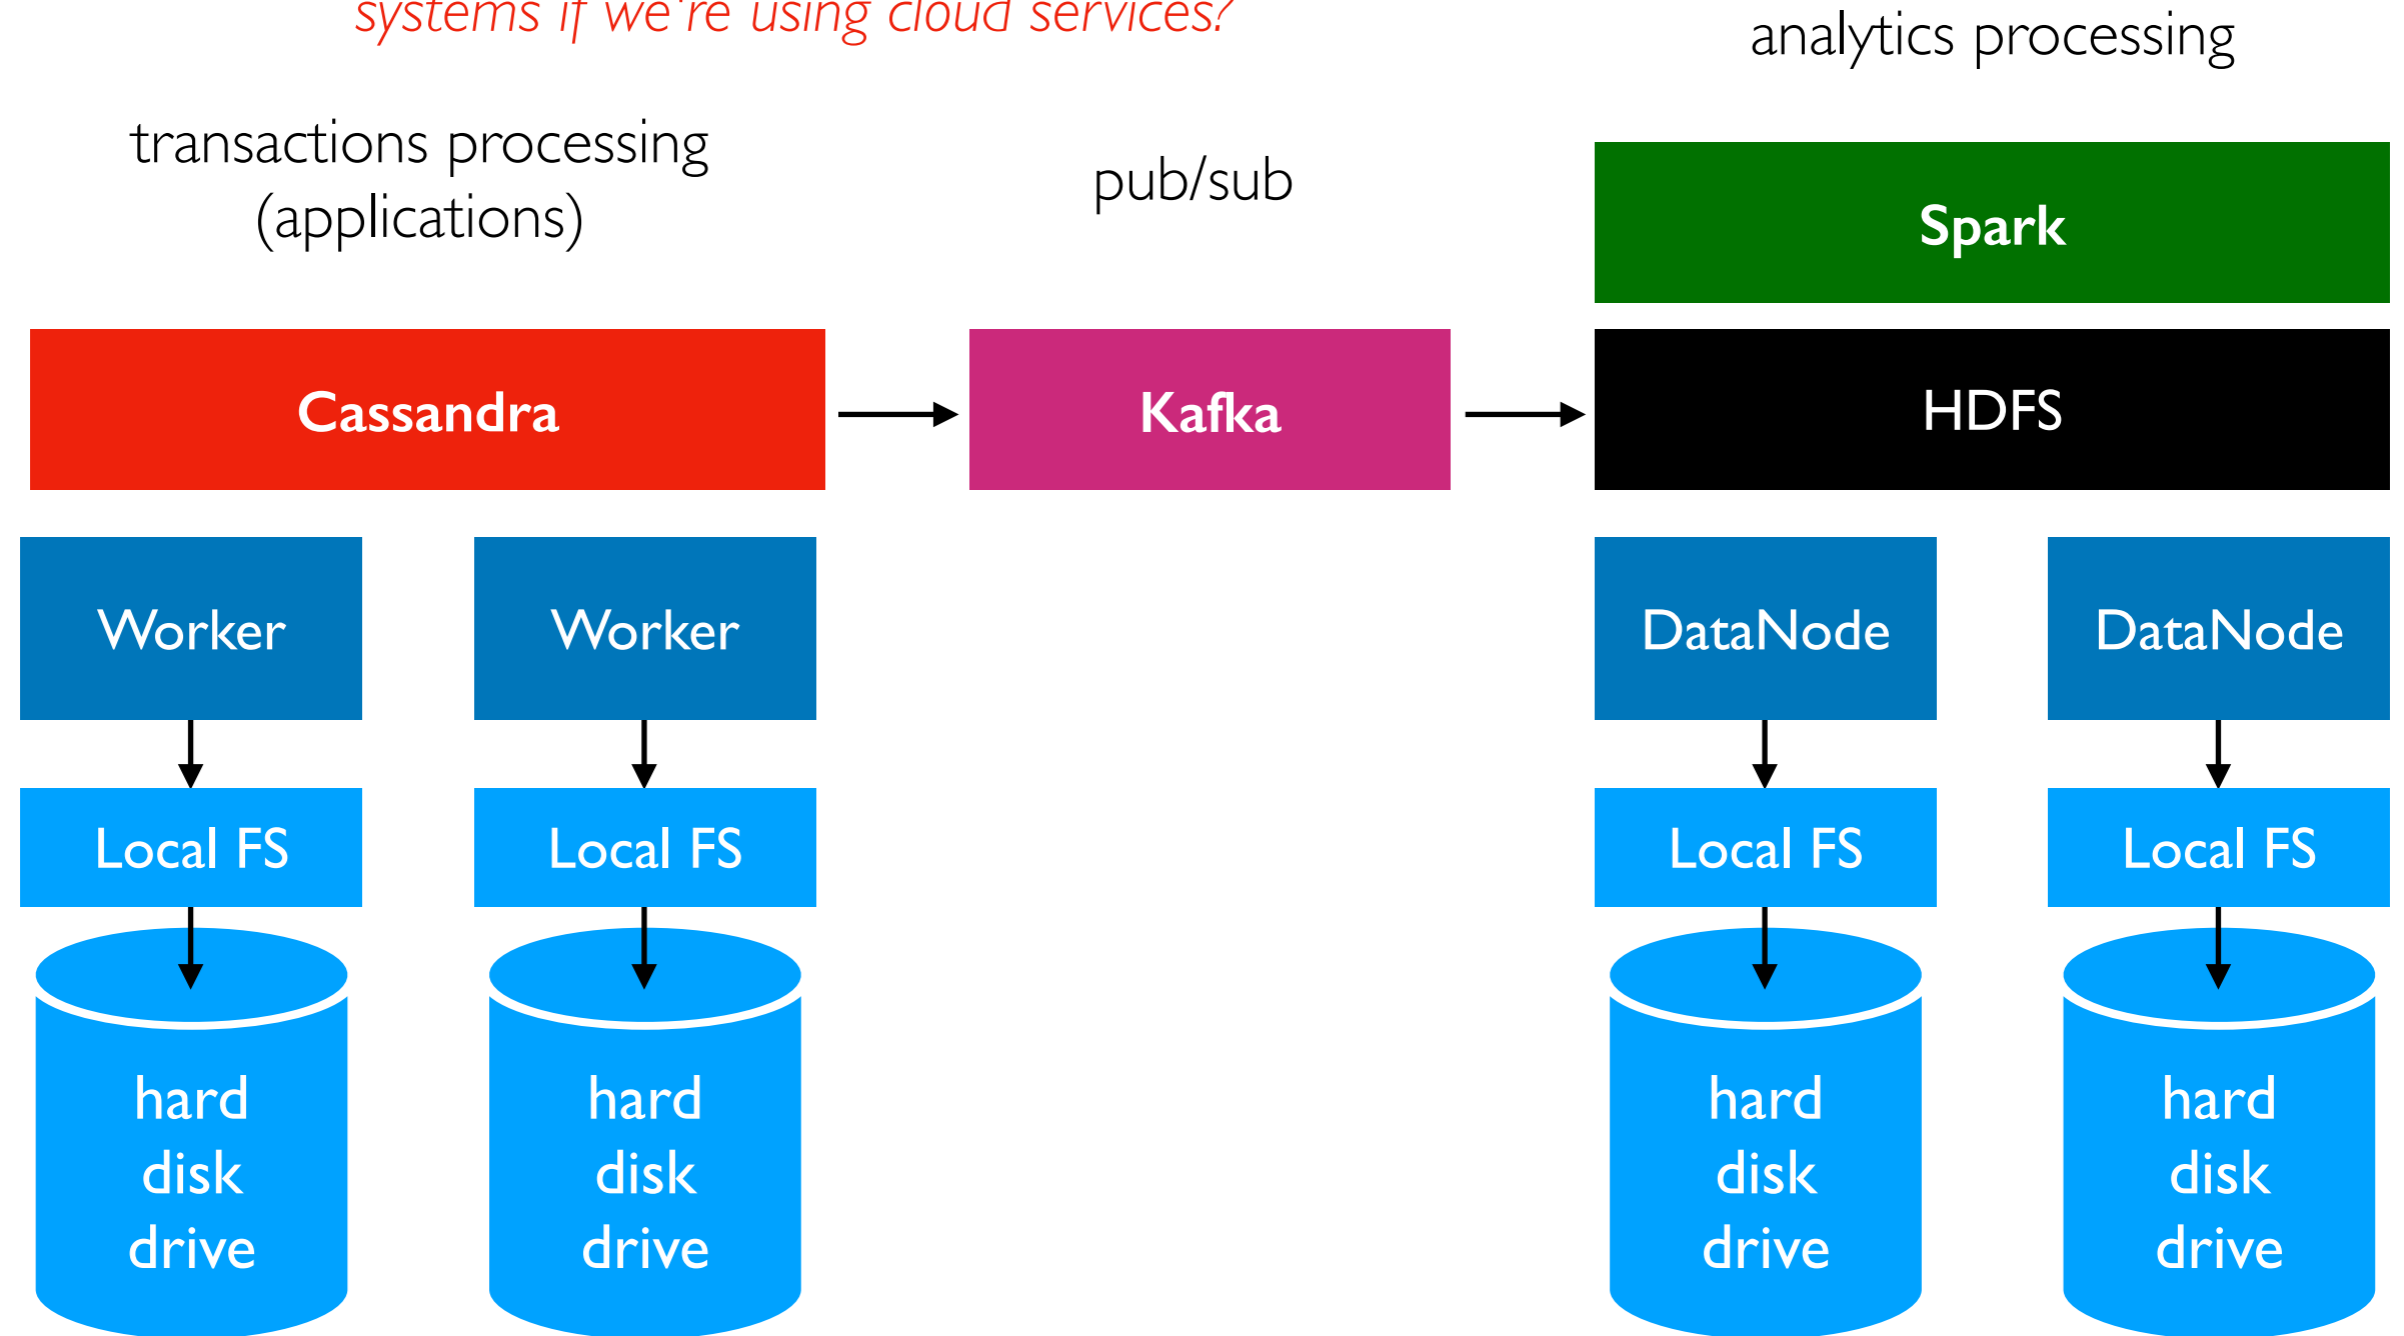 systems if we're using cloud services?
analytics processing
transactions processing
(applications)
pub/sub
Spark
Cassandra
Kafka
HDFS
Worker
Worker
DataNode
DataNode
Local FS
Local FS
Local FS
Local FS
hard
disk
drive
hard
disk
drive
hard
disk
drive
hard
disk
drive